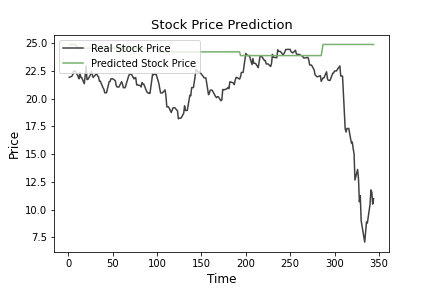 Stock Price Prediction
Real Stock Price
Predicted Stock Price
25.0
22.5
20.0
17.5
15.0
12.5
10.0
7.5
Price
0 50 100 150 200 250 300 350
Time